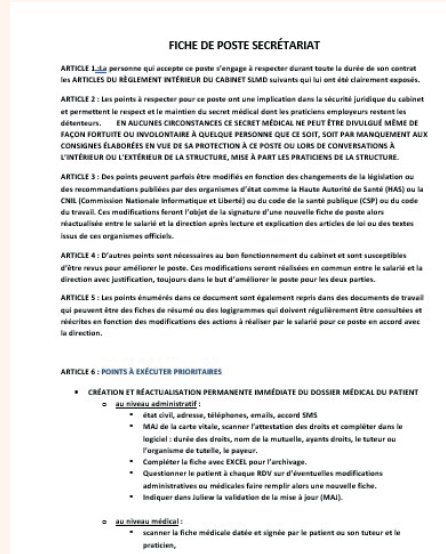 FICHE DE POSTE SECRÉTARIAT
ARTICLE 1 :La personne qui accepte ce poste s'engage à respecter durant toute la durée de son contrat
les ARTICLES DU RÈGLEMENT INTÉRIEUR DU CABINET SLMD suivants qui lui ont été clairement exposés.
ARTICLE 2 : Les points à respecter pour ce poste ont une implication dans la sécurité juridique du cabinet
et permettent le respect et le maintien du secret médical dont les praticiens employeurs restent les
détenteurs. EN AUCUNES CIRCONSTANCES CE SECRET MÉDICAL NE PEUT ÊTRE DIVULGUÉ MÊME DE
FAÇON FORTUITE OU INVOLONTAIRE À QUELQUE PERSONNE QUE CE SOIT, SOIT PAR MANQUEMENT AUX
CONSIGNES ÉLABORÉES EN VUE DE SA PROTECTION À CE POSTE OU LORS DE CONVERSATIONS À
L'INTÉRIEUR OU L'EXTÉRIEUR DE LA STRUCTURE, MISE À PART LES PRATICIENS DE LA STRUCTURE.
ARTICLE 3 : Des points peuvent parfois être modifiés en fonction des changements de la législation ou
des recommandations publiées par des organismes d'état comme la Haute Autorité de Santé (HAS) ou la
CNIL (Commission Nationale Informatique et Liberté) ou du code de la santé publique (CSP) ou du code
du travail. Ces modifications feront l'objet de la signature d'une nouvelle fiche de poste alors
réactualisée entre le salarié et la direction après lecture et explication des articles de loi ou des textes
issus de ces organismes officiels.
ARTICLE 4 : D'autres points sont nécessaires au bon fonctionnement du cabinet et sont susceptibles
d'être revus pour améliorer le poste. Ces modifications seront réalisées en commun entre le salarié et la
direction avec justification, toujours dans le but d'améliorer le poste pour les deux parties.
ARTICLE 5 : Les points énumérés dans ce document sont également repris dans des documents de travail
qui peuvent être des fiches de résumé ou des logigrammes qui doivent régulièrement être consultées et
réécrites en fonction des modifications des actions à réaliser par le salarié pour ce poste en accord avec
la direction.
ARTICLE 6 : POINTS À EXÉCUTER PRIORITAIRES
• CRÉATION ET RÉACTUALISATION PERMANENTE IMMÉDIATE DU DOSSIER MÉDICAL DU PATIENT
o au niveau administratif :
▪ état civil, adresse, téléphones, emails, accord SMS
▪ MAJ de la carte vitale, scanner l'attestation des droits et compléter dans le
logiciel : durée des droits, nom de la mutuelle, ayants droits, le tuteur ou
l'organisme de tutelle, le payeur.
▪ Compléter la fiche avec EXCEL pour l'archivage.
▪ Questionner le patient à chaque RDV sur d'éventuelles modifications
administratives ou médicales faire remplir alors une nouvelle fiche.
▪ Indiquer dans Juliew la validation de la mise à jour (MAJ).
o au niveau médical :
▪ scanner la fiche médicale datée et signée par le patient ou son tuteur et le
praticien,